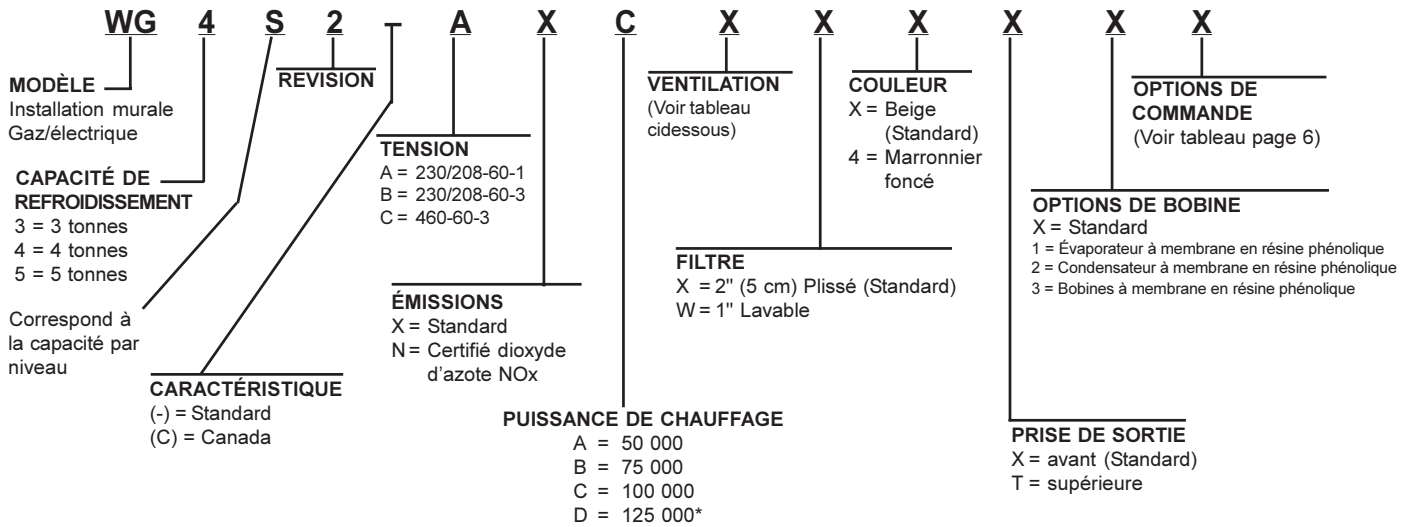 WG 4 S 2 - A X C X X X X X X
MODÈLE
Installation murale
Gaz/électrique
CAPACITÉ DE
REFROIDISSEMENT
3 = 3 tonnes
4 = 4 tonnes
5 = 5 tonnes
Correspond à
la capacité par
niveau
REVISION
CARACTÉRISTIQUE
(-) = Standard
(C) = Canada
TENSION
A = 230/208-60-1
B = 230/208-60-3
C = 460-60-3
ÉMISSIONS
X = Standard
N = Certifié dioxyde
d'azote NOx
PUISSANCE DE CHAUFFAGE
A = 50 000
B = 75 000
C = 100 000
D = 125 000*
VENTILATION
(Voir tableau
cidessous)
FILTRE
X = 2" (5 cm) Plissé (Standard)
W = 1" Lavable
COULEUR
X = Beige
(Standard)
4 = Marronnier
foncé
PRISE DE SORTIE
X = avant (Standard)
T = supérieure
OPTIONS DE BOBINE
X = Standard
1 = Évaporateur à membrane en résine phénolique
2 = Condensateur à membrane en résine phénolique
3 = Bobines à membrane en résine phénolique
OPTIONS DE
COMMANDE
(Voir tableau page 6)